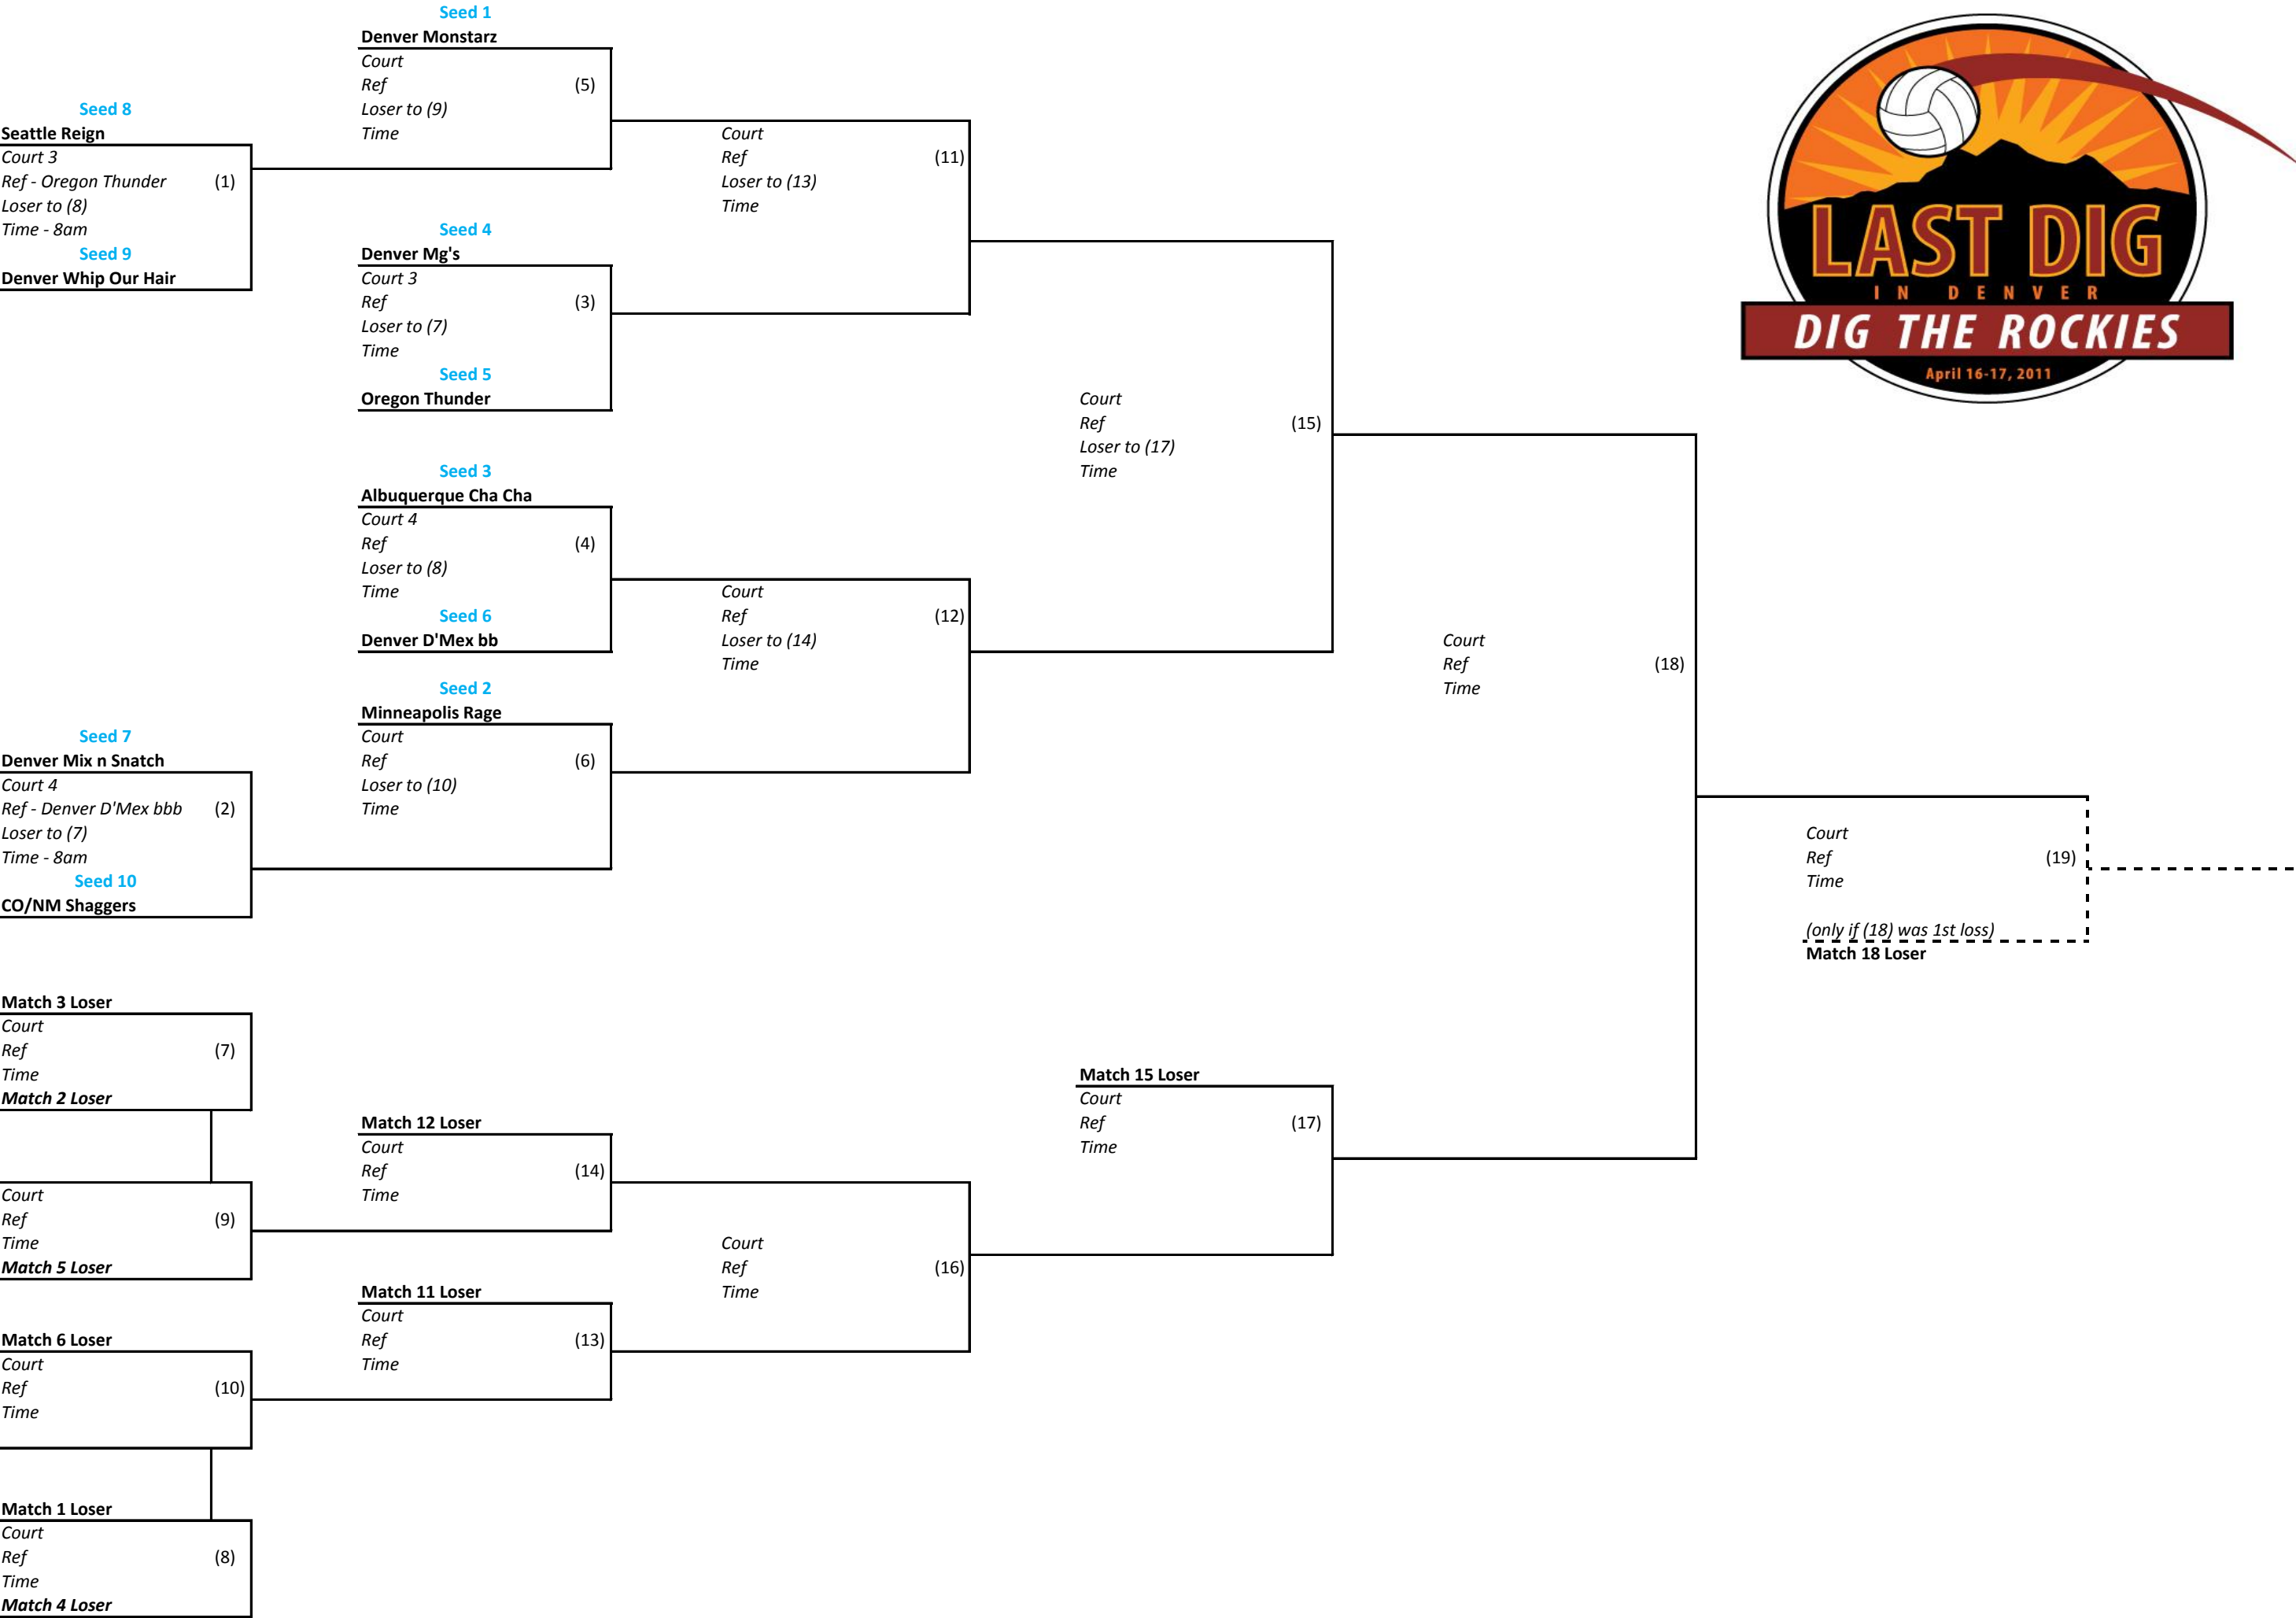 Seed 1
Denver Monstarz
Court
Ref (5)
Loser to (9)
Time
Seed 8
Seattle Reign
Court 3
Ref - Oregon Thunder (1)
Loser to (8)
Time - 8am
Seed 9
Denver Whip Our Hair
Court
Ref (11)
Loser to (13)
Time
Seed 4
Denver Mg's
Court 3
Ref (3)
Loser to (7)
Time
Seed 5
Oregon Thunder
LAST DIG
IN DENVER
DIG THE ROCKIES
April 16-17, 2011
Court
Ref (15)
Loser to (17)
Time
Seed 3
Albuquerque Cha Cha
Court 4
Ref (4)
Loser to (8)
Time
Seed 6
Denver D'Mex bb
Court
Ref (12)
Loser to (14)
Time
Court
Ref (18)
Time
Seed 2
Minneapolis Rage
Court
Ref (6)
Loser to (10)
Time
Seed 7
Denver Mix n Snatch
Court 4
Ref - Denver D'Mex bbb (2)
Loser to (7)
Time - 8am
Seed 10
CO/NM Shaggers
Court
Ref (19)
Time
(only if (18) was 1st loss)
Match 18 Loser
Match 3 Loser
Court
Ref (7)
Time
Match 2 Loser
Match 15 Loser
Court
Ref (17)
Time
Match 12 Loser
Court
Ref (14)
Time
Court
Ref (9)
Time
Match 5 Loser
Court
Ref (16)
Time
Match 11 Loser
Court
Ref (13)
Time
Match 6 Loser
Court
Ref (10)
Time
Match 1 Loser
Court
Ref (8)
Time
Match 4 Loser